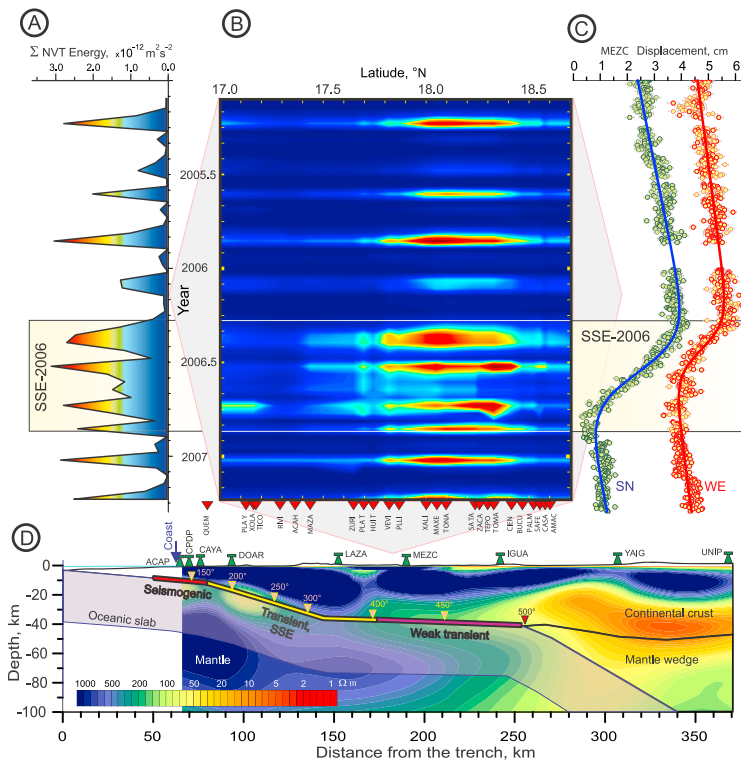 A
B
C
Σ NVT Energy, x10⁻¹² m²s⁻²
3.0 2.0 1.0 0.0
Latiude, °N
17.0 17.5 18.0 18.5
MEZC Displacement, cm
0 1 2 3 4 5 6
2005.5
2006
Year
2006.5
2007
SSE-2006
SSE-2006
SN
WE
QUEM PLAY XOLA TICO RIVI ACAH MAZA ZURI PLAT HUIT VEVI PLLI XALI MAXE TONA SATA ZACA TEPO TOMA CIEN BUCU PALM SAFE CASA AMAC
D
Coast
ACAP CPDP CAYA DOAR LAZA MEZC IGUA YAIG UNIP
150° 200° 250° 300° 400° 450° 500°
Seismogenic
Transient, SSE
Weak transient
Oceanic slab
Mantle
Continental crust
Mantle wedge
1000 500 200 100 50 20 10 5 2 1 Ω m
Depth, km
0
-20
-40
-60
-80
-100
0 50 100 150 200 250 300 350
Distance from the trench, km